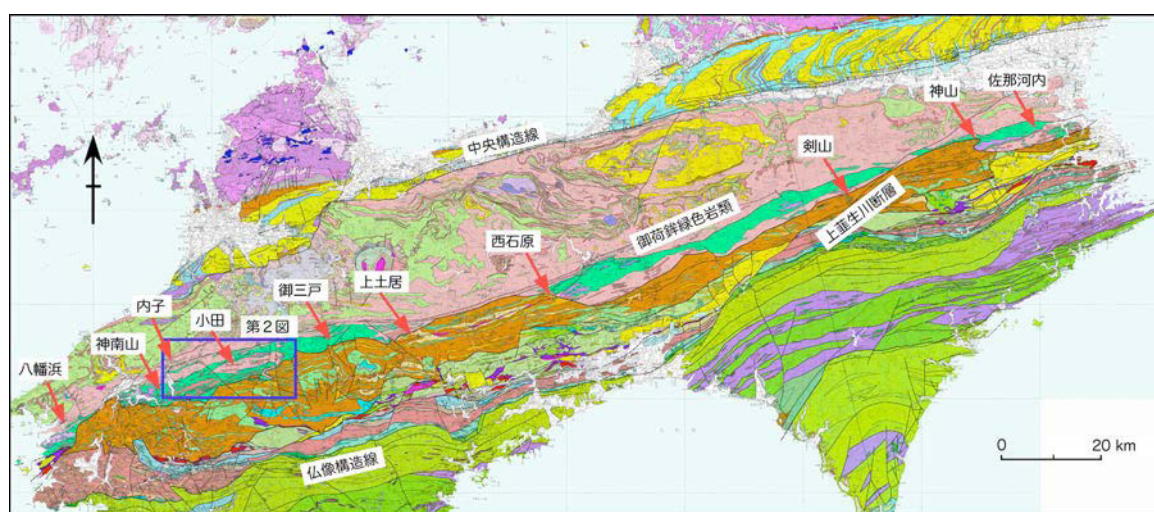 佐那河内
神山
中央構造線
剣山
御荷鉾緑色岩類
上韮生川断層
西石原
上土居
御三戸
内子
小田
第2図
神南山
八幡浜
仏像構造線
0
20 km